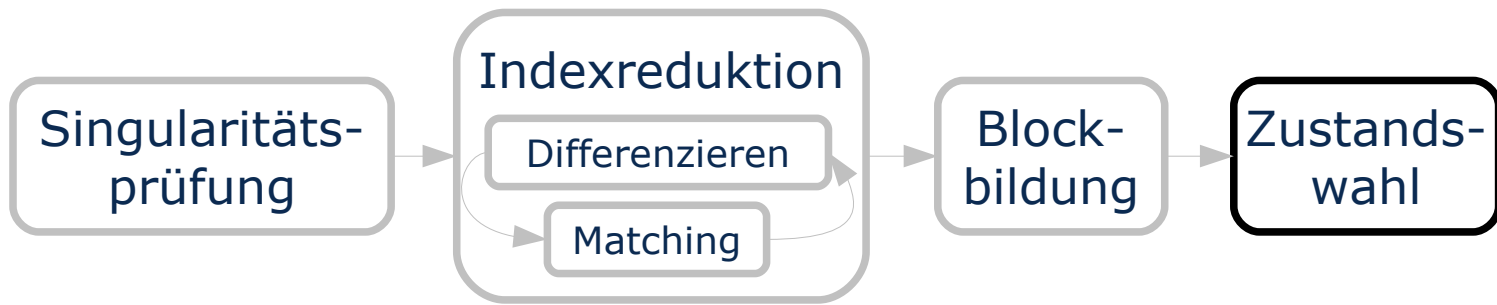 Singularitäts-
prüfung
Indexreduktion
Differenzieren
Matching
Block-
bildung
Zustands-
wahl